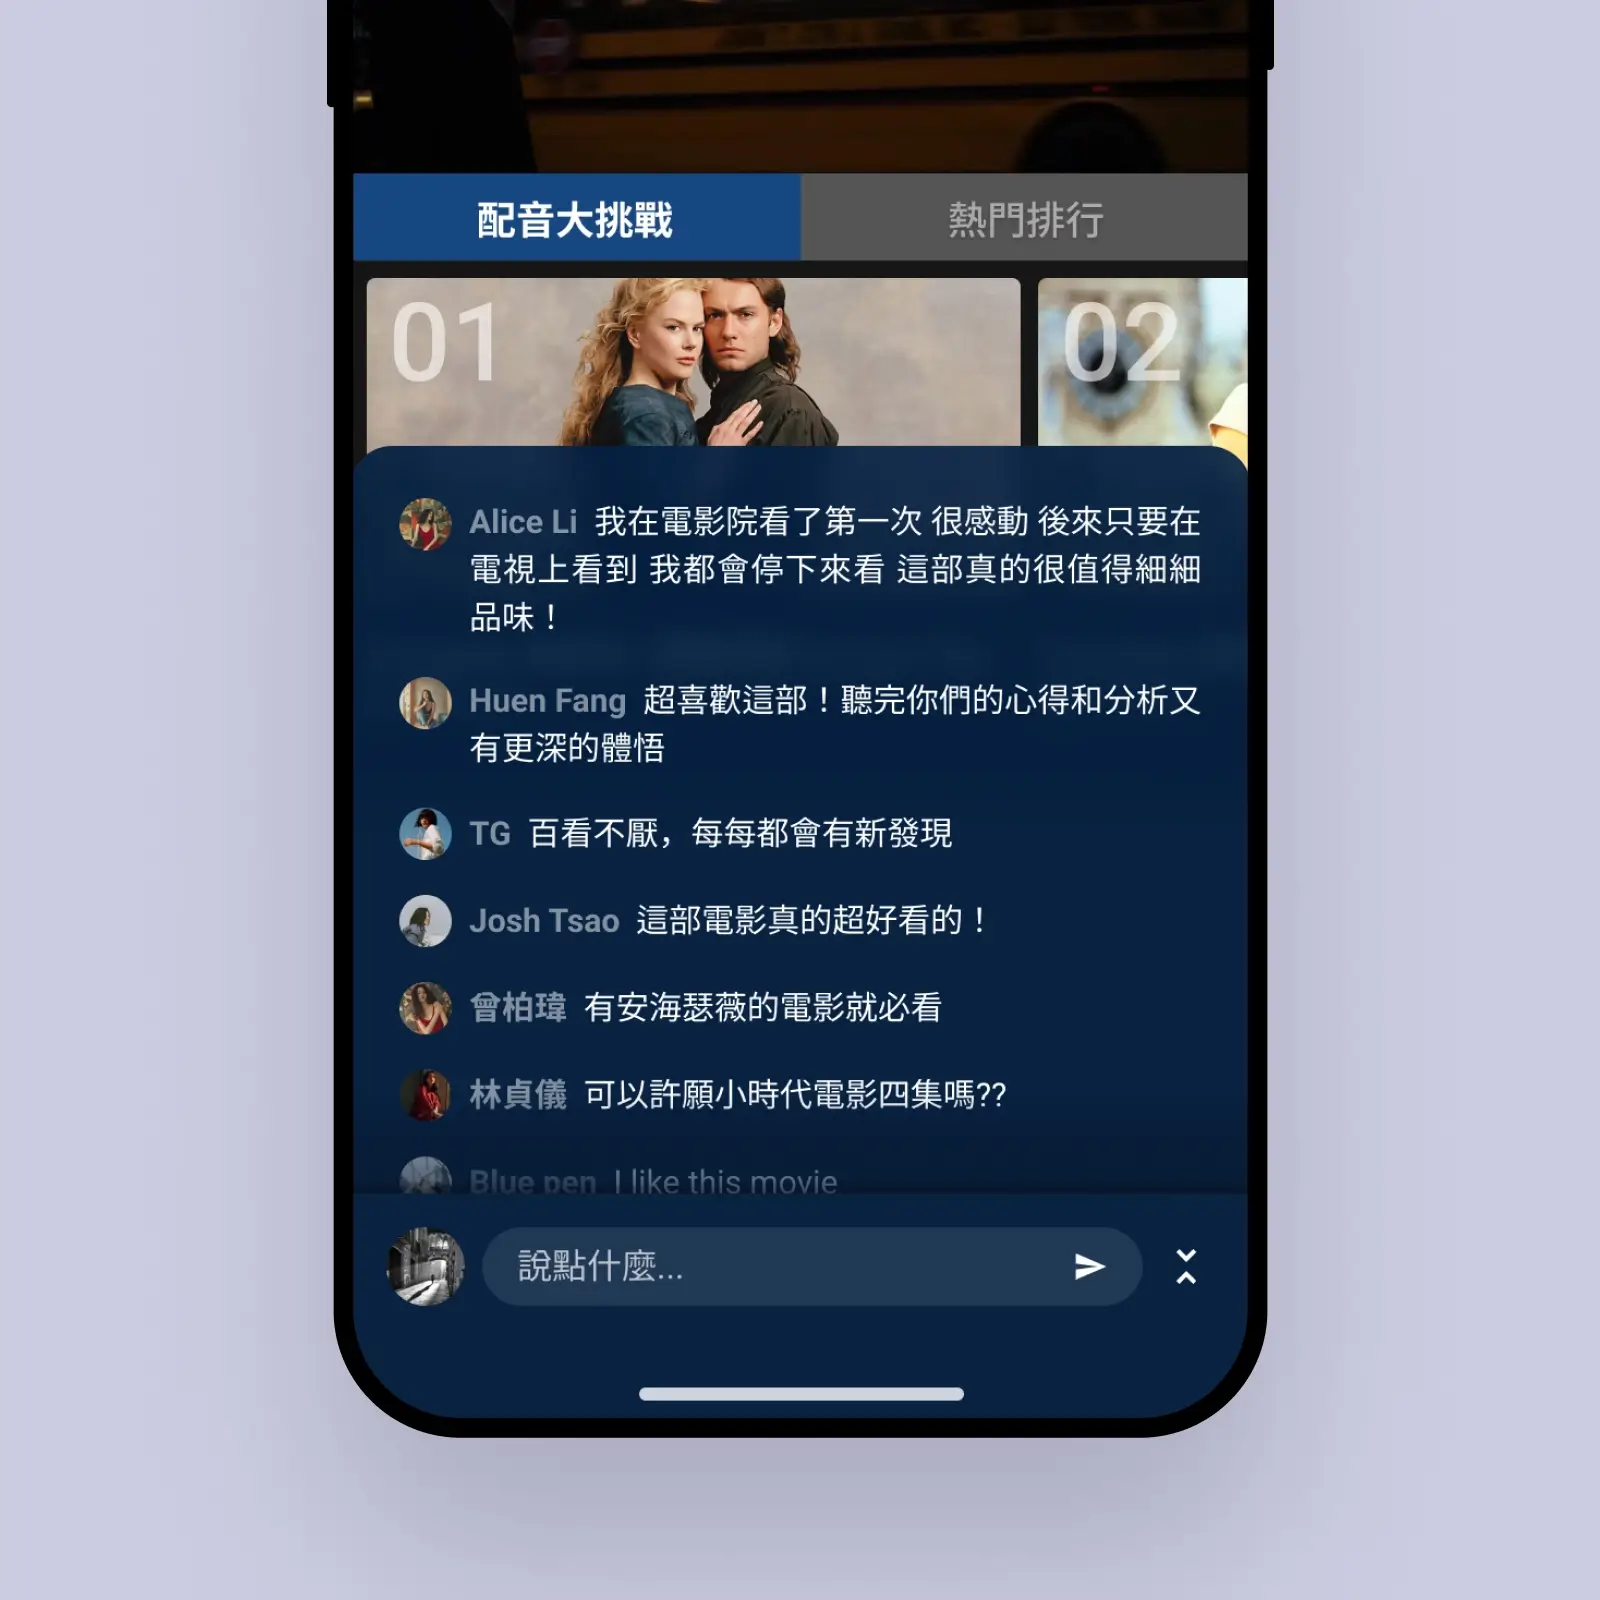 配音大挑戰
熱門排行
01
02
Alice Li 我在電影院看了第一次 很感動 後來只要在
電視上看到 我都會停下來看 這部真的很值得細細
品味！
Huen Fang 超喜歡這部！聽完你們的心得和分析又
有更深的體悟
TG 百看不厭，每每都會有新發現
Josh Tsao 這部電影真的超好看的！
曾柏瑋 有安海瑟薇的電影就必看
林貞儀 可以許願小時代電影四集嗎??
Blue pen I like this movie
說點什麼...